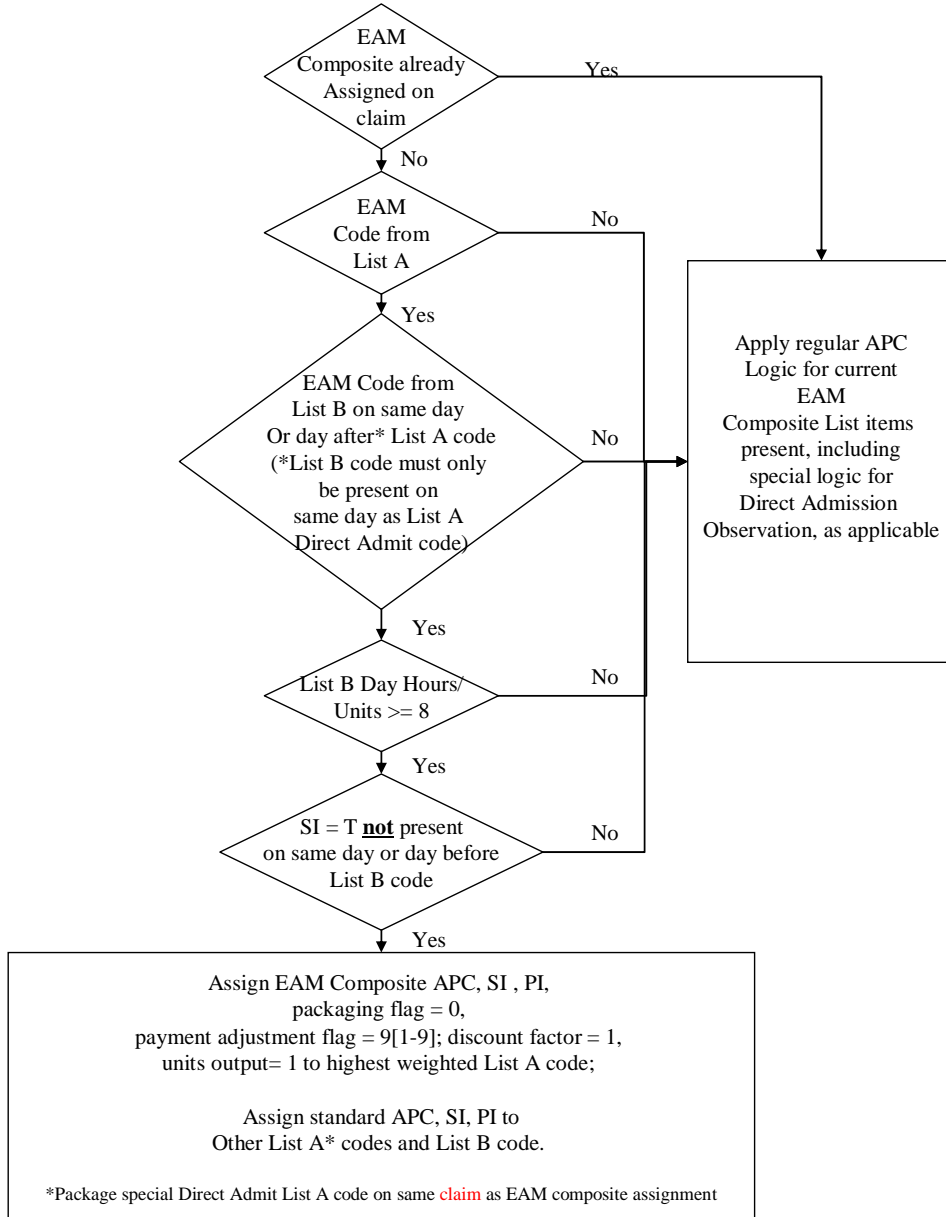 EAM
Composite already
Assigned on
claim
Yes
No
EAM
Code from
List A
No
Yes
EAM Code from
List B on same day
Or day after* List A code
(*List B code must only
be present on
same day as List A
Direct Admit code)
No
Apply regular APC
Logic for current
EAM
Composite List items
present, including
special logic for
Direct Admission
Observation, as applicable
Yes
List B Day Hours/
Units >= 8
No
Yes
SI = T not present
on same day or day before
List B code
No
Yes
Assign EAM Composite APC, SI , PI,
packaging flag = 0,
payment adjustment flag = 9[1-9]; discount factor = 1,
units output= 1 to highest weighted List A code;
Assign standard APC, SI, PI to
Other List A* codes and List B code.
*Package special Direct Admit List A code on same claim as EAM composite assignment